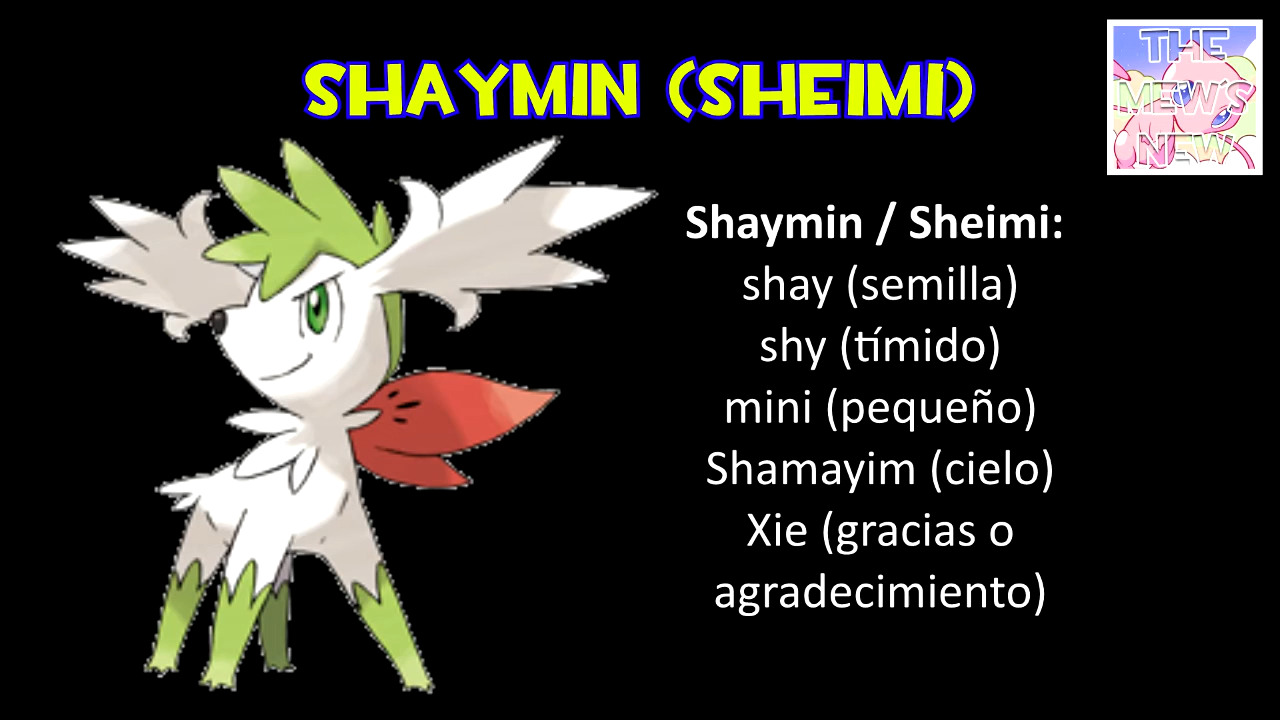 SHAYMIN (SHEIMI)
THE
MEW'S
NEW
Shaymin / Sheimi:
shay (semilla)
shy (tímido)
mini (pequeño)
Shamayim (cielo)
Xie (gracias o
agradecimiento)